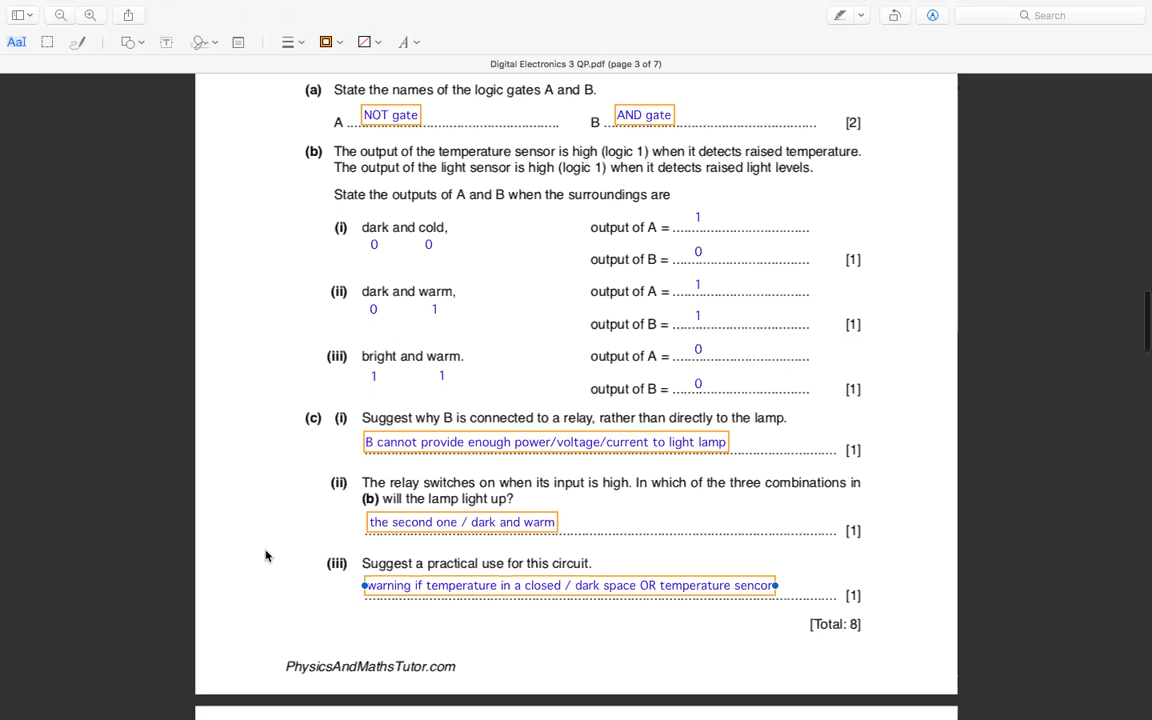 Search
AaI
Digital Electronics 3 QP.pdf (page 3 of 7)
(a) State the names of the logic gates A and B.
A NOT gate B AND gate [2]
(b) The output of the temperature sensor is high (logic 1) when it detects raised temperature.
The output of the light sensor is high (logic 1) when it detects raised light levels.
State the outputs of A and B when the surroundings are
(i) dark and cold, output of A = 1
0 0
output of B = 0 [1]
(ii) dark and warm, output of A = 1
0 1
output of B = 1 [1]
(iii) bright and warm. output of A = 0
1 1
output of B = 0 [1]
(c) (i) Suggest why B is connected to a relay, rather than directly to the lamp.
B cannot provide enough power/voltage/current to light lamp [1]
(ii) The relay switches on when its input is high. In which of the three combinations in
(b) will the lamp light up?
the second one / dark and warm [1]
(iii) Suggest a practical use for this circuit.
warning if temperature in a closed / dark space OR temperature sencor [1]
[Total: 8]
PhysicsAndMathsTutor.com